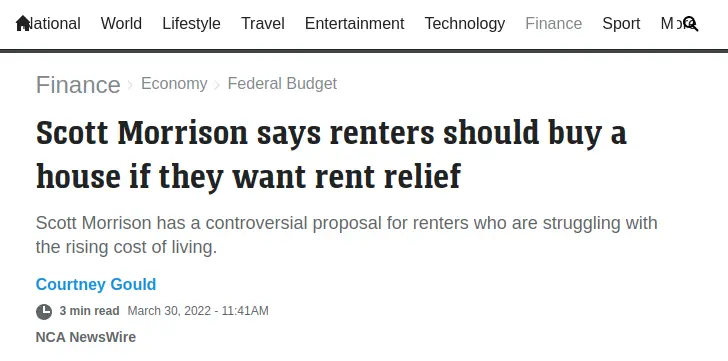 National World Lifestyle Travel Entertainment Technology Finance Sport More
Finance > Economy > Federal Budget
Scott Morrison says renters should buy a
house if they want rent relief
Scott Morrison has a controversial proposal for renters who are struggling with
the rising cost of living.
Courtney Gould
3 min read March 30, 2022 - 11:41AM
NCA NewsWire